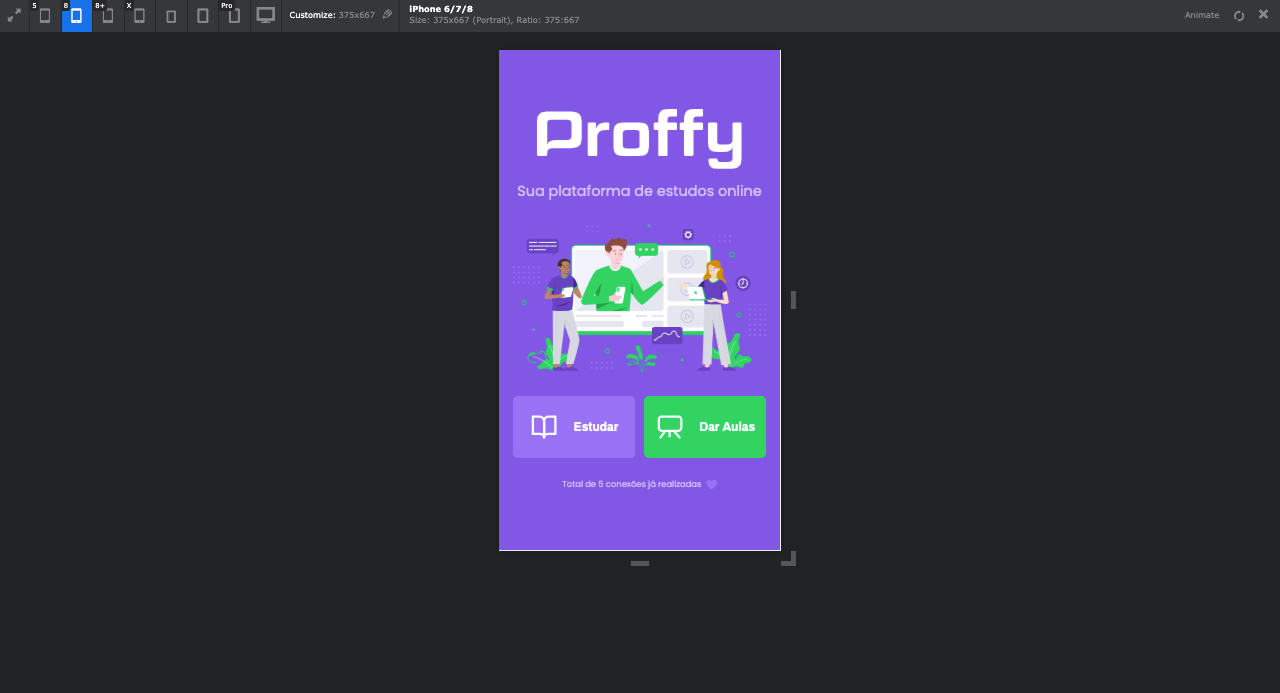 5
8
8+
X
Pro
Customize: 375x667
iPhone 6/7/8
Size: 375x667 (Portrait), Ratio: 375:667
Animate
Proffy
Sua plataforma de estudos online
Estudar
Dar Aulas
Total de 5 conexões já realizadas